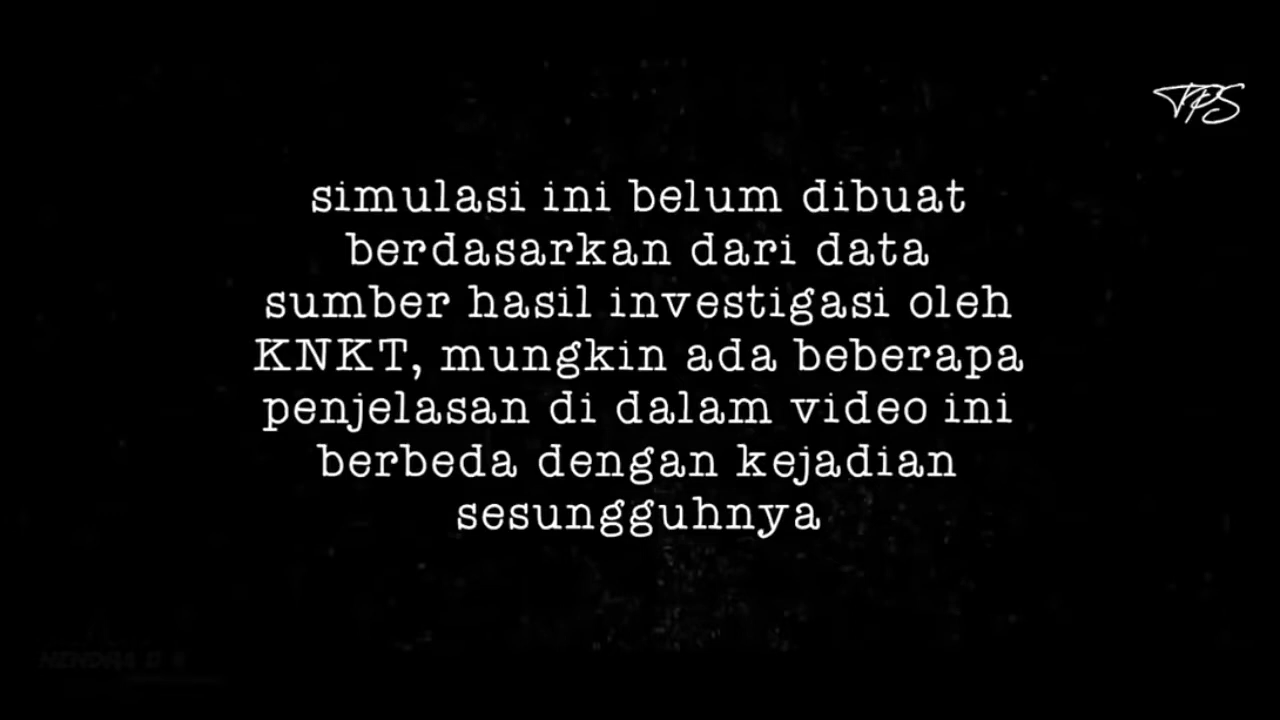 TPS
simulasi ini belum dibuat
berdasarkan dari data
sumber hasil investigasi oleh
KNKT, mungkin ada beberapa
penjelasan di dalam video ini
berbeda dengan kejadian
sesungguhnya